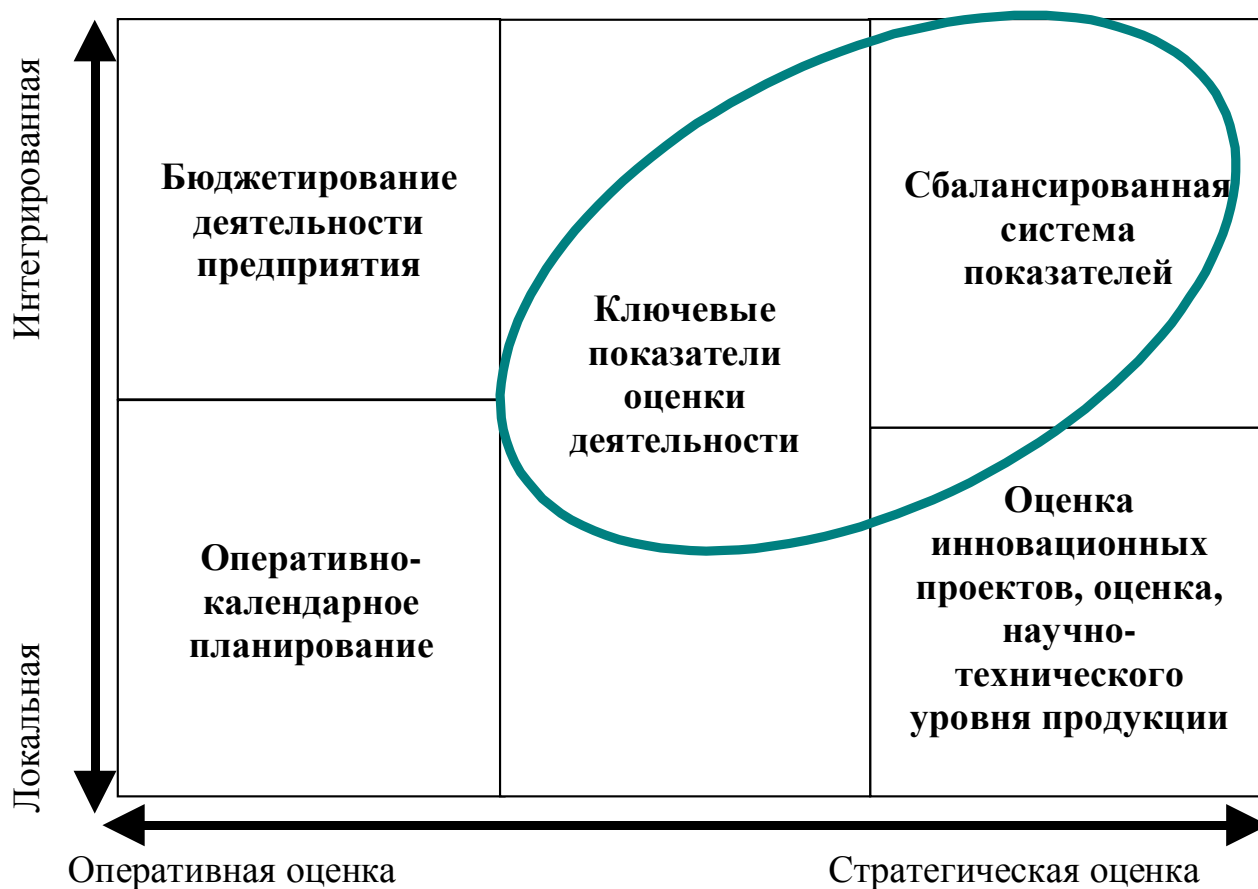 Интегрированная
Локальная
Бюджетирование
деятельности
предприятия
Оперативно-
календарное
планирование
Ключевые
показатели
оценки
деятельности
Сбалансированная
система
показателей
Оценка
инновационных
проектов, оценка,
научно-
технического
уровня продукции
Оперативная оценка
Стратегическая оценка